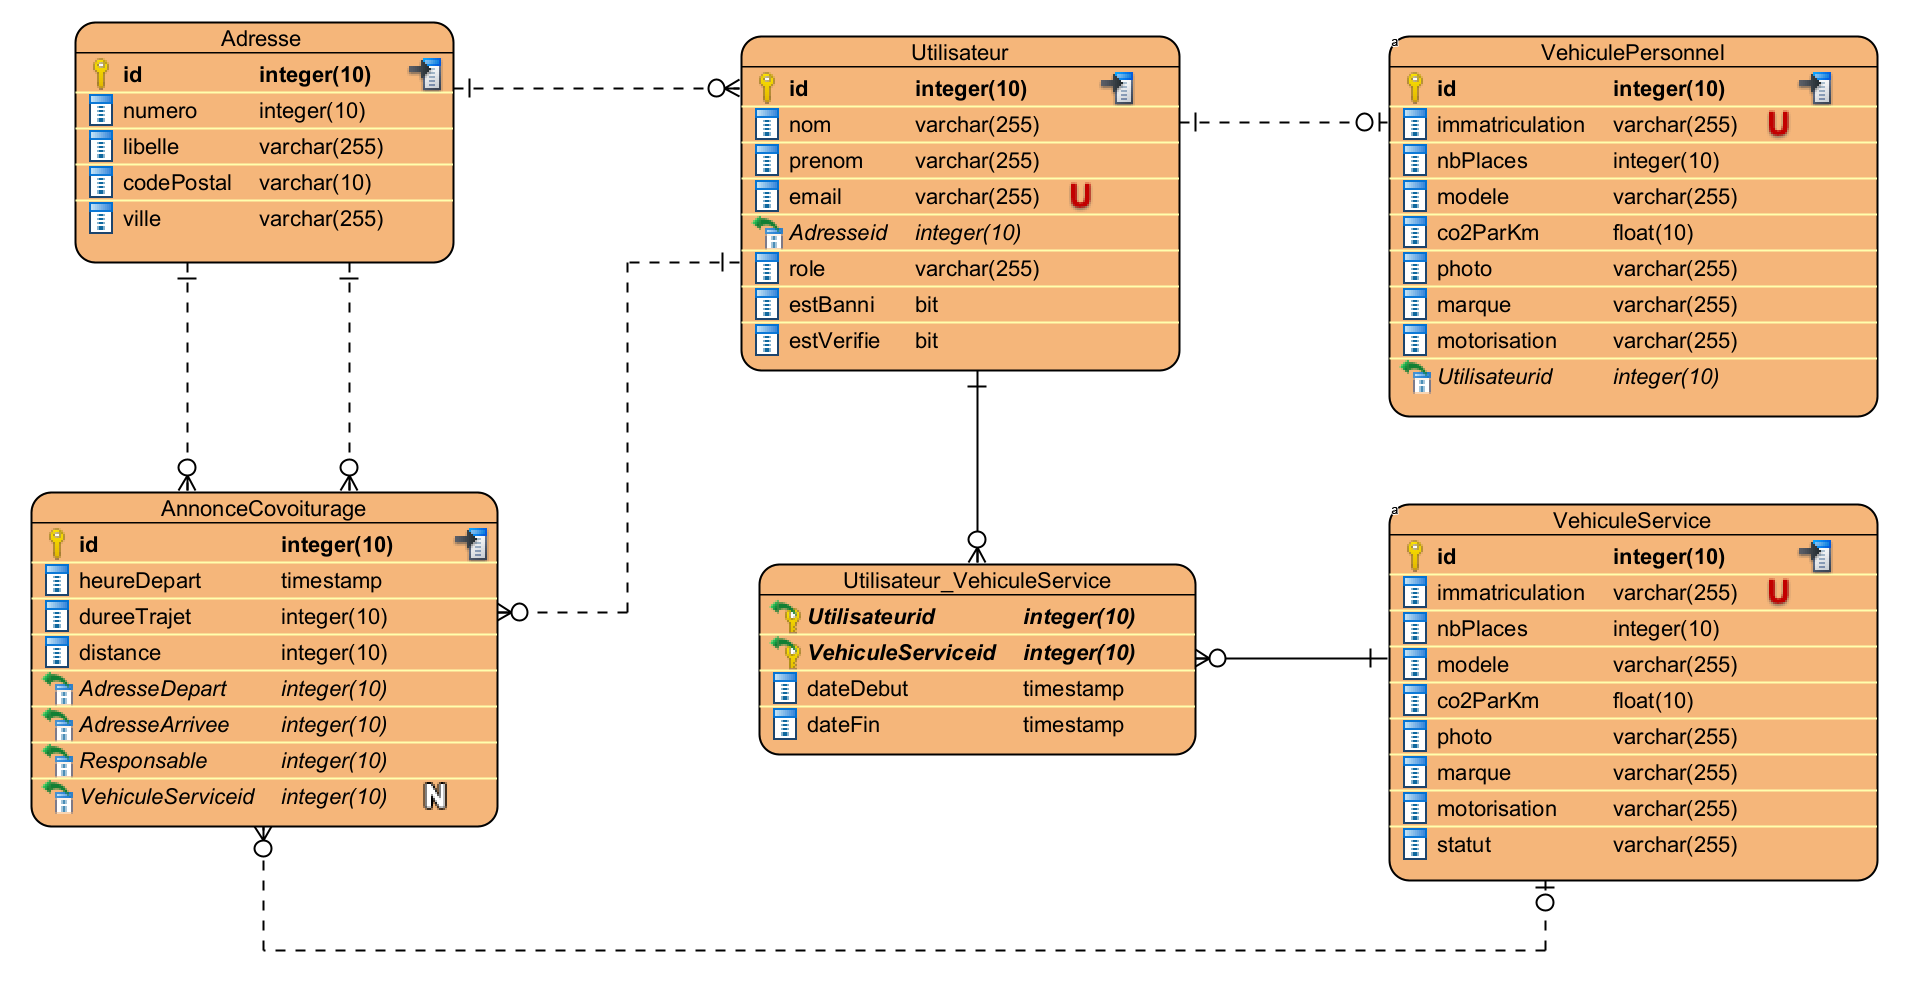 Adresse
id integer(10)
numero integer(10)
libelle varchar(255)
codePostal varchar(10)
ville varchar(255)
Utilisateur
id integer(10)
nom varchar(255)
prenom varchar(255)
email varchar(255) U
Adresseid integer(10)
role varchar(255)
estBanni bit
estVerifie bit
a
VehiculePersonnel
id integer(10)
immatriculation varchar(255) U
nbPlaces integer(10)
modele varchar(255)
co2ParKm float(10)
photo varchar(255)
marque varchar(255)
motorisation varchar(255)
Utilisateurid integer(10)
AnnonceCovoiturage
id integer(10)
heureDepart timestamp
dureeTrajet integer(10)
distance integer(10)
AdresseDepart integer(10)
AdresseArrivee integer(10)
Responsable integer(10)
VehiculeServiceid integer(10) N
Utilisateur_VehiculeService
Utilisateurid integer(10)
VehiculeServiceid integer(10)
dateDebut timestamp
dateFin timestamp
a
VehiculeService
id integer(10)
immatriculation varchar(255) U
nbPlaces integer(10)
modele varchar(255)
co2ParKm float(10)
photo varchar(255)
marque varchar(255)
motorisation varchar(255)
statut varchar(255)